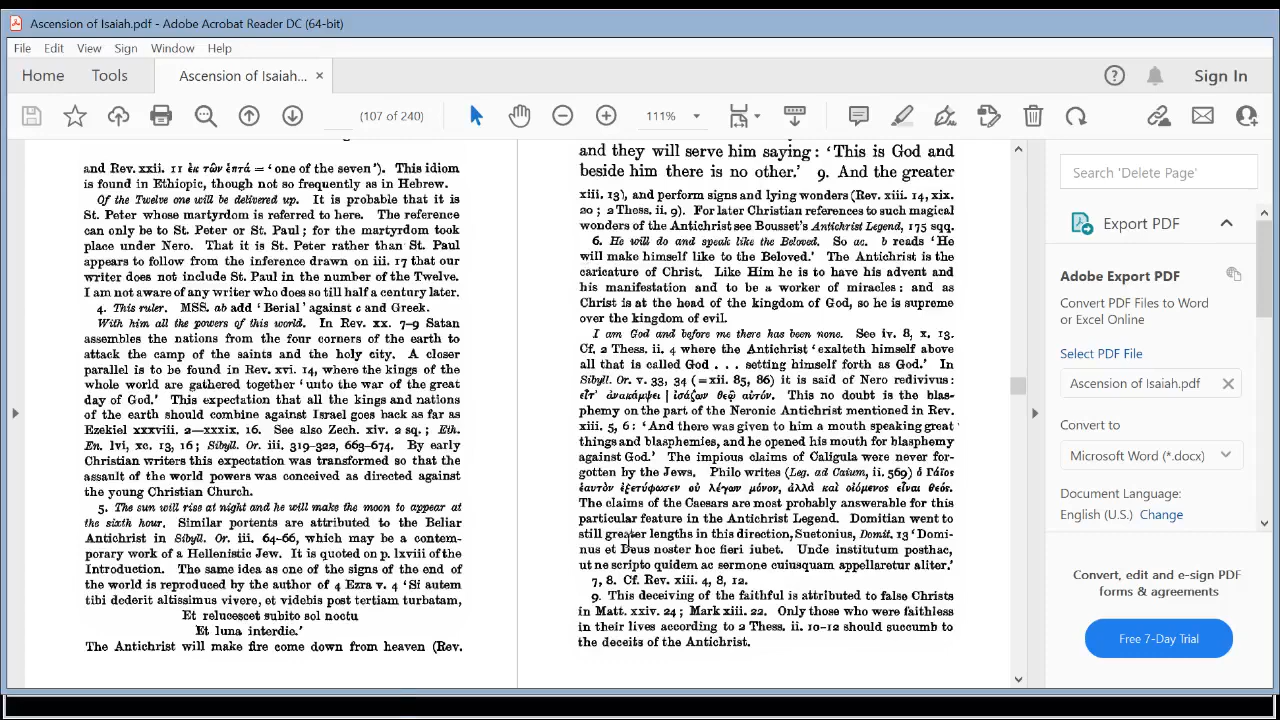 Ascension of Isaiah.pdf - Adobe Acrobat Reader DC (64-bit)
File Edit View Sign Window Help
Home Tools Ascension of Isaiah... × Sign In
(107 of 240) 111%
and Rev. xxii. 11 ἐκ τῶν ἑπτά = 'one of the seven'). This idiom
is found in Ethiopic, though not so frequently as in Hebrew.
Of the Twelve one will be delivered up. It is probable that it is
St. Peter whose martyrdom is referred to here. The reference
can only be to St. Peter or St. Paul; for the martyrdom took
place under Nero. That it is St. Peter rather than St. Paul
appears to follow from the inference drawn on iii. 17 that our
writer does not include St. Paul in the number of the Twelve.
I am not aware of any writer who does so till half a century later.
4. This ruler. MSS. ab add 'Berial' against c and Greek.
With him all the powers of this world. In Rev. xx. 7-9 Satan
assembles the nations from the four corners of the earth to
attack the camp of the saints and the holy city. A closer
parallel is to be found in Rev. xvi. 14, where the kings of the
whole world are gathered together 'unto the war of the great
day of God.' This expectation that all the kings and nations
of the earth should combine against Israel goes back as far as
Ezekiel xxxviii. 2—xxxix. 16. See also Zech. xiv. 2 sq.; Eth.
En. lvi, xc. 13, 16; Sibyll. Or. iii. 319-322, 663-674. By early
Christian writers this expectation was transformed so that the
assault of the world powers was conceived as directed against
the young Christian Church.
5. The sun will rise at night and he will make the moon to appear at
the sixth hour. Similar portents are attributed to the Beliar
Antichrist in Sibyll. Or. iii. 64-66, which may be a contem-
porary work of a Hellenistic Jew. It is quoted on p. lxviii of the
Introduction. The same idea as one of the signs of the end of
the world is reproduced by the author of 4 Ezra v. 4 'Si autem
tibi dederit altissimus vivere, et videbis post tertiam turbatam,
Et relucescet subito sol noctu
Et luna interdie.'
The Antichrist will make fire come down from heaven (Rev.
and they will serve him saying: 'This is God and
beside him there is no other.' 9. And the greater
xiii. 13), and perform signs and lying wonders (Rev. xiii. 14, xix.
20; 2 Thess. ii. 9). For later Christian references to such magical
wonders of the Antichrist see Bousset's Antichrist Legend, 175 sqq.
6. He will do and speak like the Beloved. So ac. b reads 'He
will make himself like to the Beloved.' The Antichrist is the
caricature of Christ. Like Him he is to have his advent and
his manifestation and to be a worker of miracles: and as
Christ is at the head of the kingdom of God, so he is supreme
over the kingdom of evil.
I am God and before me there has been none. See iv. 8, x. 13.
Cf. 2 Thess. ii. 4 where the Antichrist 'exalteth himself above
all that is called God . . . setting himself forth as God.' In
Sibyll. Or. v. 33, 34 (=xii. 85, 86) it is said of Nero redivivus:
εἶτ' ἀνακάμψει | ἰσάζων θεῷ αὑτόν. This no doubt is the blas-
phemy on the part of the Neronic Antichrist mentioned in Rev.
xiii. 5, 6: 'And there was given to him a mouth speaking great
things and blasphemies, and he opened his mouth for blasphemy
against God.' The impious claims of Caligula were never for-
gotten by the Jews. Philo writes (Leg. ad Caium, ii. 569) ὁ Γάϊος
ἑαυτὸν ἐξετύφωσεν οὐ λέγων μόνον, ἀλλὰ καὶ οἰόμενος εἶναι θεός.
The claims of the Caesars are most probably answerable for this
particular feature in the Antichrist Legend. Domitian went to
still greater lengths in this direction, Suetonius, Domit. 13 'Domi-
nus et Deus noster hoc fieri iubet. Unde institutum posthac,
ut ne scripto quidem ac sermone cuiusquam appellaretur aliter.'
7, 8. Cf. Rev. xiii. 4, 8, 12.
9. This deceiving of the faithful is attributed to false Christs
in Matt. xxiv. 24; Mark xiii. 22. Only those who were faithless
in their lives according to 2 Thess. ii. 10-12 should succumb to
the deceits of the Antichrist.
Search 'Delete Page'
Export PDF
Adobe Export PDF
Convert PDF Files to Word
or Excel Online
Select PDF File
Ascension of Isaiah.pdf
Convert to
Microsoft Word (*.docx)
Document Language:
English (U.S.) Change
Convert, edit and e-sign PDF
forms & agreements
Free 7-Day Trial